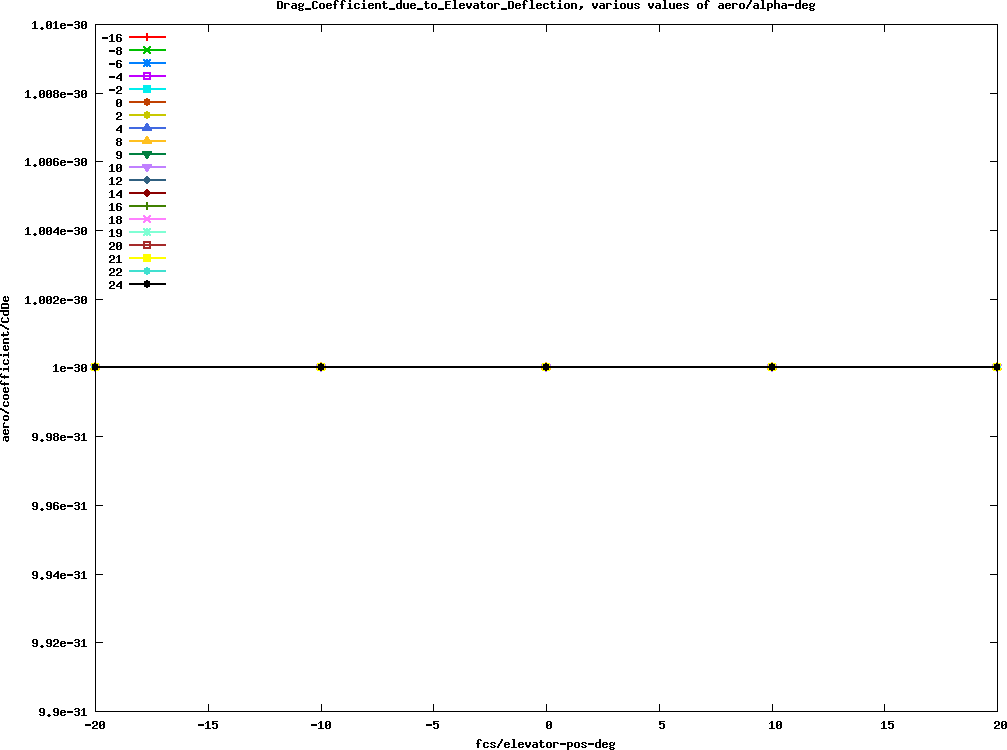 Drag_Coefficient_due_to_Elevator_Deflection, various values of aero/alpha-deg
1.01e-30
1.008e-30
1.006e-30
1.004e-30
1.002e-30
1e-30
9.98e-31
9.96e-31
9.94e-31
9.92e-31
9.9e-31
aero/coefficient/CdDe
-16
-8
-6
-4
-2
0
2
4
8
9
10
12
14
16
18
19
20
21
22
24
-20 -15 -10 -5 0 5 10 15 20
fcs/elevator-pos-deg